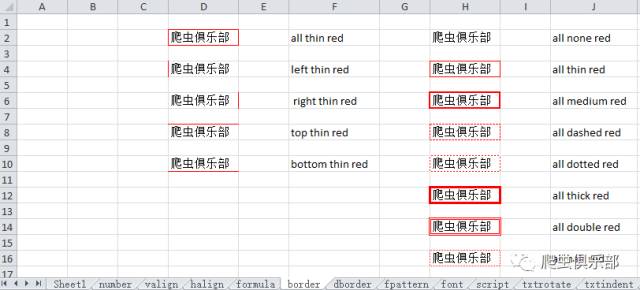 A B C D E F G H I J
1
2 爬虫俱乐部 all thin red 爬虫俱乐部 all none red
3
4 爬虫俱乐部 left thin red 爬虫俱乐部 all thin red
5
6 爬虫俱乐部 right thin red 爬虫俱乐部 all medium red
7
8 爬虫俱乐部 top thin red 爬虫俱乐部 all dashed red
9
10 爬虫俱乐部 bottom thin red 爬虫俱乐部 all dotted red
11
12 爬虫俱乐部 all thick red
13
14 爬虫俱乐部 all double red
15
16 爬虫俱乐部
爬虫俱乐部
17
Sheet1 number valign halign formula border dborder fpattern font script txtrotate txtindent